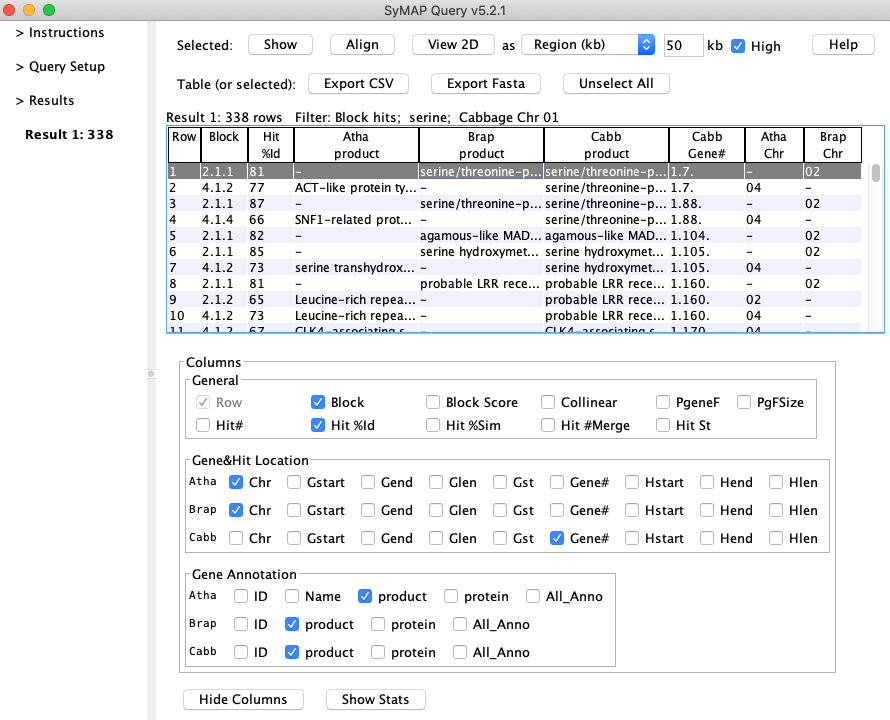 SyMAP Query v5.2.1
> Instructions
> Query Setup
> Results
Result 1: 338
Selected: Show Align View 2D as Region (kb) 50 kb High Help
Table (or selected): Export CSV Export Fasta Unselect All
Result 1: 338 rows Filter: Block hits; serine; Cabbage Chr 01
Row Block Hit %Id Atha product Brap product Cabb product Cabb Gene# Atha Chr Brap Chr
1 2.1.1 81 - serine/threonine-p... serine/threonine-p... 1.7. - 02
2 4.1.2 77 ACT-like protein ty... - serine/threonine-p... 1.7. 04 -
3 2.1.1 87 - serine/threonine-p... serine/threonine-p... 1.88. - 02
4 4.1.4 66 SNF1-related prot... - serine/threonine-p... 1.88. 04 -
5 2.1.1 82 - agamous-like MAD... agamous-like MAD... 1.104. - 02
6 2.1.1 85 - serine hydroxymet... serine hydroxymet... 1.105. - 02
7 4.1.2 73 serine transhydrox... - serine hydroxymet... 1.105. 04 -
8 2.1.1 81 - probable LRR rece... probable LRR rece... 1.160. - 02
9 2.1.2 65 Leucine-rich repea... - probable LRR rece... 1.160. 02 -
10 4.1.2 73 Leucine-rich repea... - probable LRR rece... 1.160. 04 -
11 4.1.2 67 CLK4-associating s... - CLK4-associating s... 1.170. 04 -
Columns
General
Row Block Block Score Collinear PgeneF PgFSize
Hit# Hit %Id Hit %Sim Hit #Merge Hit St
Gene&Hit Location
Atha Chr Gstart Gend Glen Gst Gene# Hstart Hend Hlen
Brap Chr Gstart Gend Glen Gst Gene# Hstart Hend Hlen
Cabb Chr Gstart Gend Glen Gst Gene# Hstart Hend Hlen
Gene Annotation
Atha ID Name product protein All_Anno
Brap ID product protein All_Anno
Cabb ID product protein All_Anno
Hide Columns Show Stats